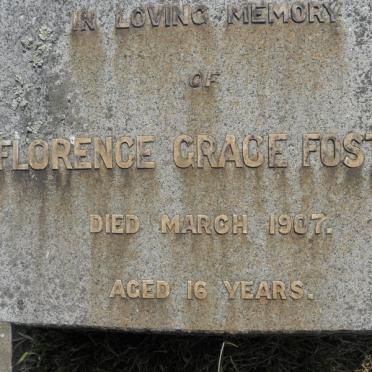 IN LOVING MEMORY
OF
FLORENCE GRACE FOST
DIED MARCH 1907.
AGED 16 YEARS.